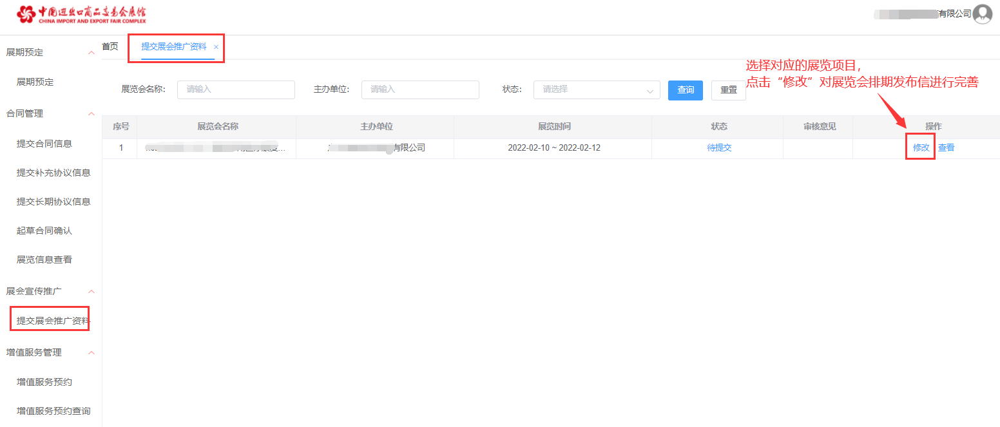 中国进出口商品交易会展馆
CHINA IMPORT AND EXPORT FAIR COMPLEX
有限公司
展期预定
展期预定
合同管理
提交合同信息
提交补充协议信息
提交长期协议信息
起草合同确认
展览信息查看
展会宣传推广
提交展会推广资料
增值服务管理
增值服务预约
增值服务预约查询
首页 提交展会推广资料 ×
选择对应的展览项目,
点击“修改”对展览会排期发布信进行完善
展览会名称: 请输入 主办单位: 请输入 状态: 请选择 查询 重置
序号 展览会名称 主办单位 展览时间 状态 审核意见 操作
1 ... 有限公司 2022-02-10 ~ 2022-02-12 待提交 修改 查看